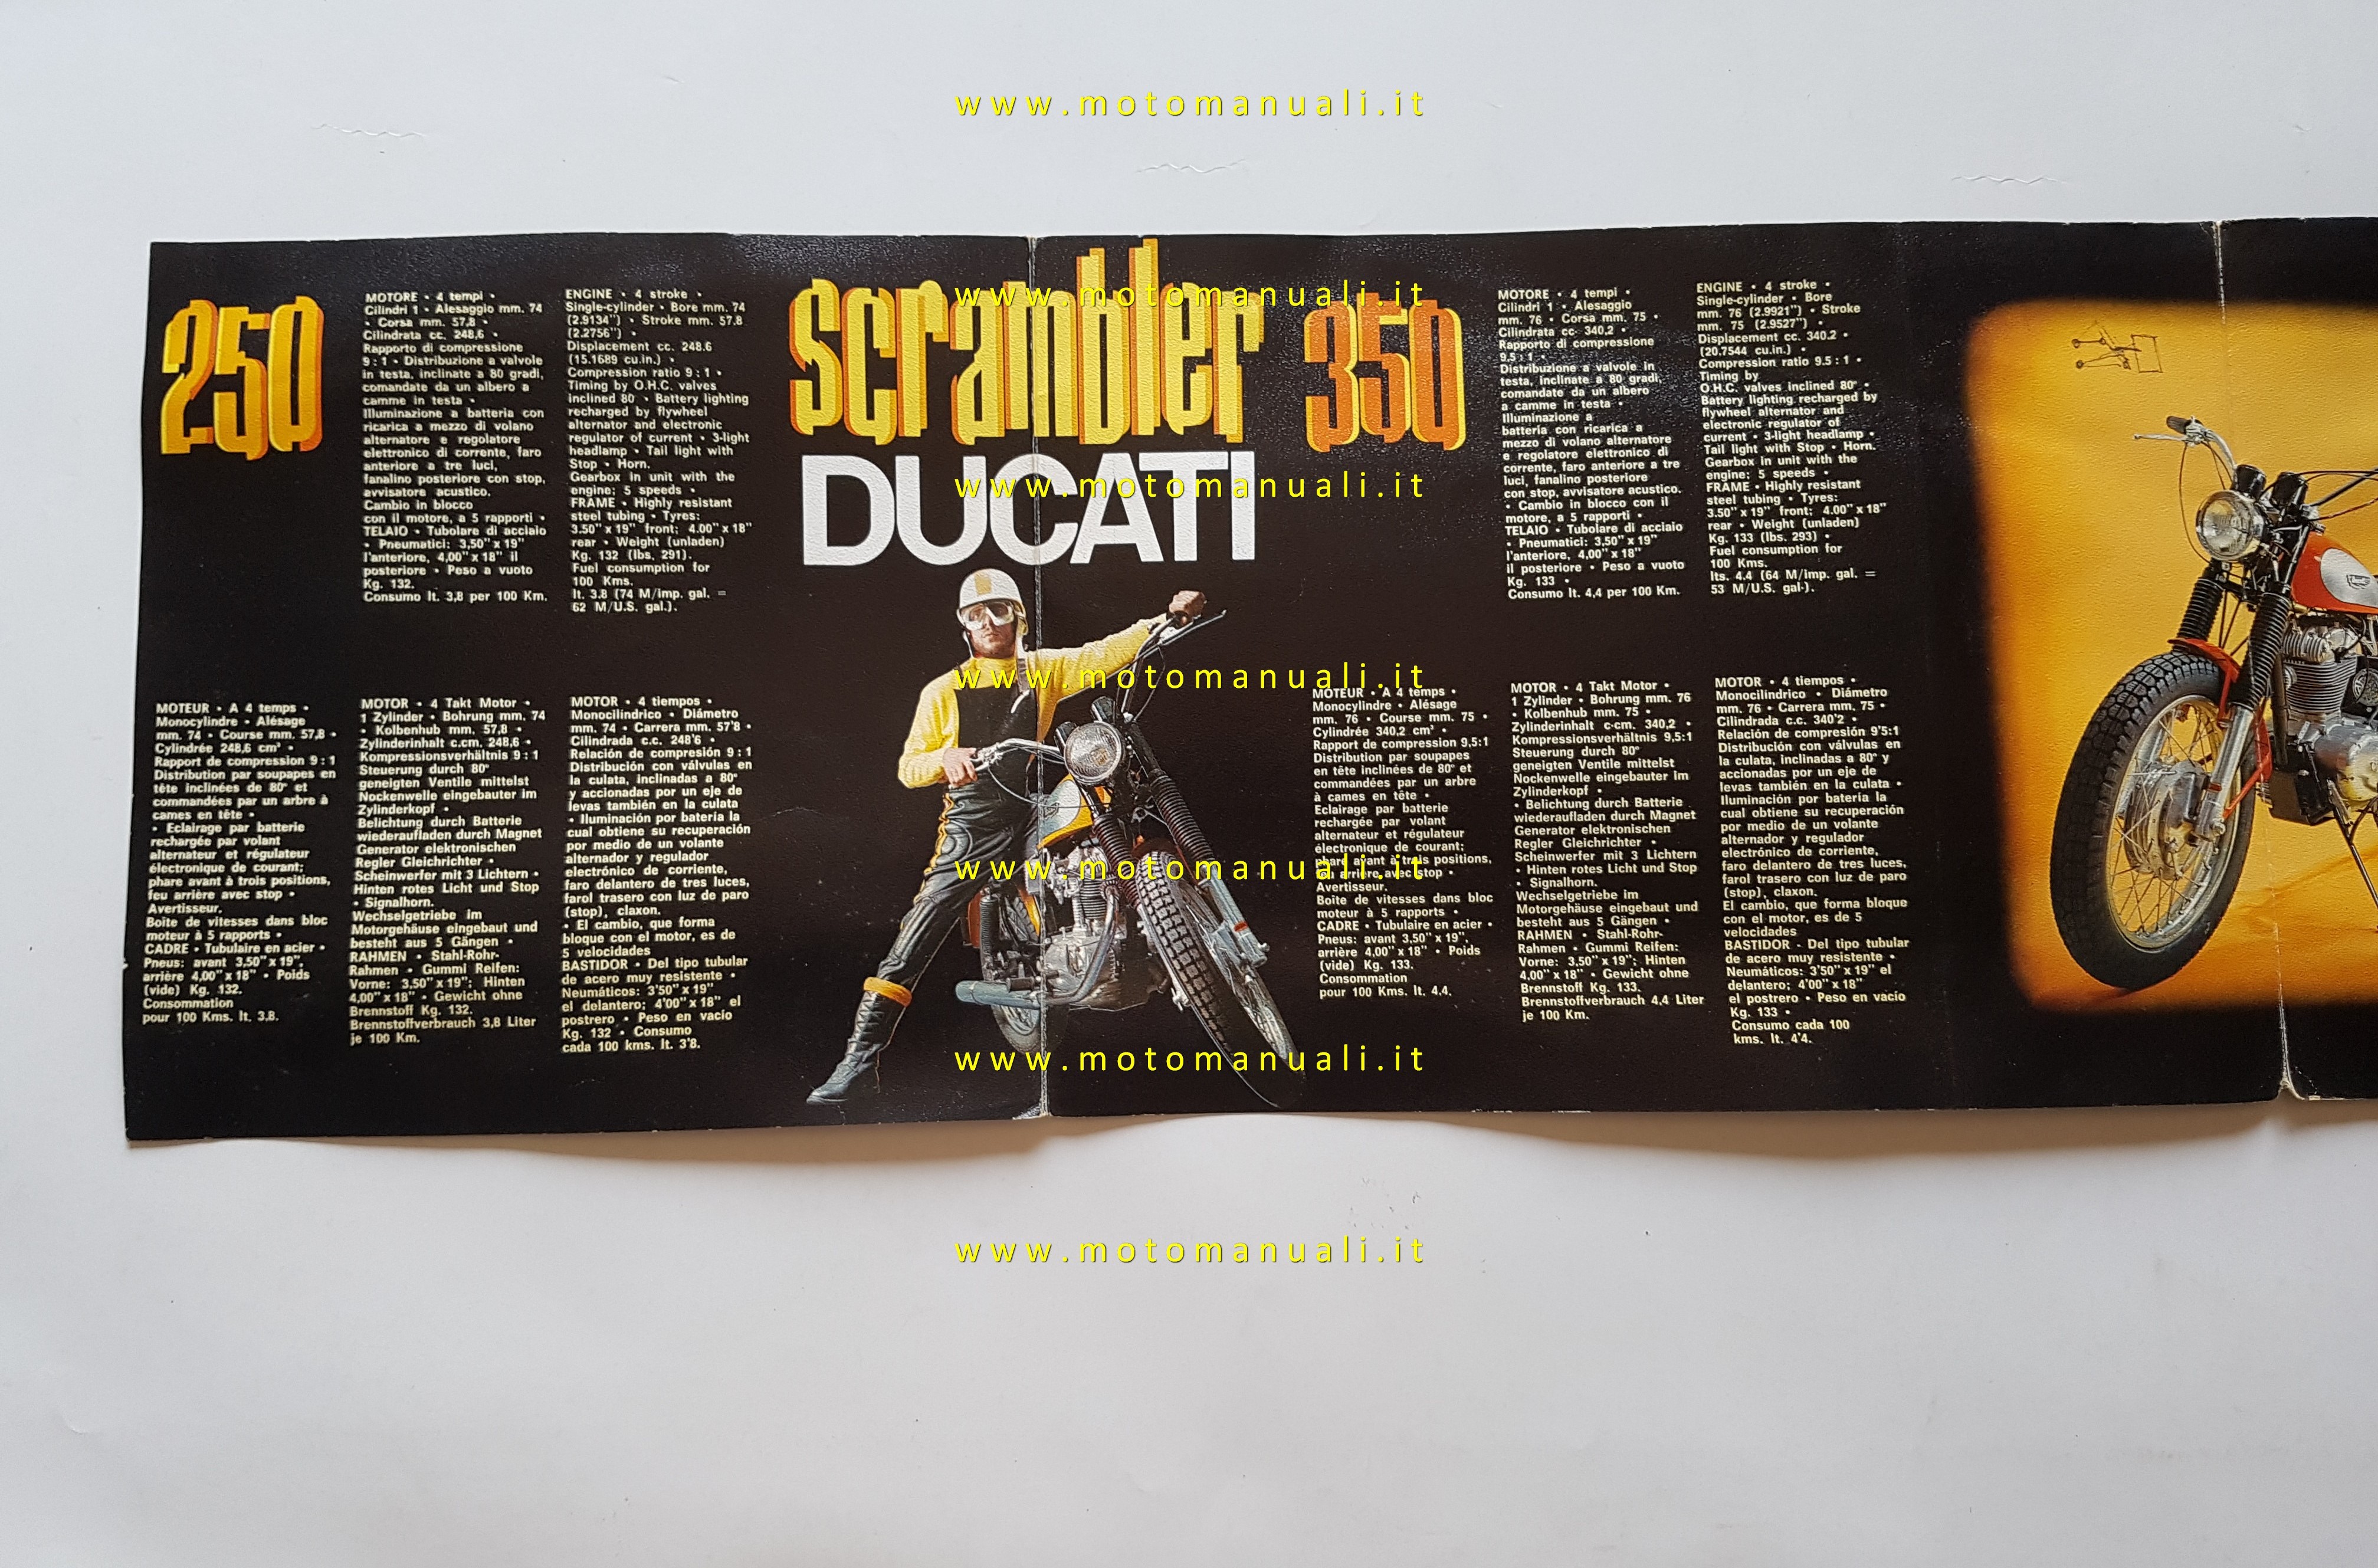 www.motomanuali.it
250
MOTORE • 4 tempi •
Cilindri 1 • Alesaggio mm. 74
• Corsa mm. 57,8 •
Cilindrata cc. 248,6 •
Rapporto di compressione
9 : 1 • Distribuzione a valvole
in testa, inclinate a 80 gradi,
comandate da un albero a
camme in testa •
Illuminazione a batteria con
ricarica a mezzo di volano
alternatore e regolatore
elettronico di corrente, faro
anteriore a tre luci,
fanalino posteriore con stop,
avvisatore acustico.
Cambio in blocco
con il motore, a 5 rapporti •
TELAIO • Tubolare di acciaio
• Pneumatici: 3,50" x 19"
l'anteriore, 4,00" x 18" il
posteriore • Peso a vuoto
Kg. 132.
Consumo lt. 3,8 per 100 Km.
ENGINE • 4 stroke •
Single-cylinder • Bore mm. 74
(2.9134") • Stroke mm. 57.8
(2.2756") •
Displacement cc. 248.6
(15.1689 cu.in.) •
Compression ratio 9 : 1 •
Timing by O.H.C. valves
inclined 80 • Battery lighting
recharged by flywheel
alternator and electronic
regulator of current • 3-light
headlamp • Tail light with
Stop • Horn.
Gearbox in unit with the
engine: 5 speeds •
FRAME • Highly resistant
steel tubing • Tyres:
3.50" x 19" front; 4.00" x 18"
rear • Weight (unladen)
Kg. 132 (lbs. 291).
Fuel consumption for
100 Kms.
lt. 3.8 (74 M/imp. gal. =
62 M/U.S. gal.).
MOTEUR • A 4 temps •
Monocylindre • Alésage
mm. 74 • Course mm. 57,8 •
Cylindrée 248,6 cm³ •
Rapport de compression 9 : 1
Distribution par soupapes en
tête inclinées de 80° et
commandées par un arbre à
cames en tête •
• Eclairage par batterie
rechargée par volant
alternateur et régulateur
électronique de courant;
phare avant à trois positions,
feu arrière avec stop •
Avertisseur.
Boite de vitesses dans bloc
moteur à 5 rapports •
CADRE • Tubulaire en acier •
Pneus: avant 3,50" x 19",
arrière 4,00" x 18" • Poids
(vide) Kg. 132.
Consommation
pour 100 Kms. lt. 3,8.
MOTOR • 4 Takt Motor •
1 Zylinder • Bohrung mm. 74
• Kolbenhub mm. 57,8 •
Zylinderinhalt c.cm. 248,6 •
Kompressionsverhältnis 9 : 1
Steuerung durch 80°
geneigten Ventile mittelst
Nockenwelle eingebauter im
Zylinderkopf •
Belichtung durch Batterie
wiederaufladen durch Magnet
Generator elektronischen
Regler Gleichrichter •
Scheinwerfer mit 3 Lichtern •
Hinten rotes Licht und Stop
• Signalhorn.
Wechselgetriebe im
Motorgehäuse eingebaut und
besteht aus 5 Gängen •
RAHMEN • Stahl-Rohr-
Rahmen • Gummi Reifen:
Vorne: 3,50" x 19"; Hinten
4,00" x 18" • Gewicht ohne
Brennstoff Kg. 132.
Brennstoffverbrauch 3,8 Liter
je 100 Km.
MOTOR • 4 tiempos •
Monocilíndrico • Diámetro
mm. 74 • Carrera mm. 57'8 •
Cilindrada c.c. 248'6 •
Relación de compresión 9 : 1
Distribución con válvulas en
la culata, inclinadas a 80°
y accionadas por un eje de
levas también en la culata
• Iluminación por batería la
cual obtiene su recuperación
por medio de un volante
alternador y regulador
electrónico de corriente,
faro delantero de tres luces,
farol trasero con luz de paro
(stop), claxon.
• El cambio, que forma
bloque con el motor, es de
5 velocidades
BASTIDOR • Del tipo tubular
de acero muy resistente •
Neumáticos: 3'50" x 19"
el delantero; 4'00" x 18" el
postrero • Peso en vacío
Kg. 132 • Consumo
cada 100 kms. lt. 3'8.
scrambler 350
www.motomanuali.it
DUCATI
www.motomanuali.it
MOTORE • 4 tempi •
Cilindri 1 • Alesaggio
mm. 76 • Corsa mm. 75 •
Cilindrata cc. 340,2 •
Rapporto di compressione
9.5 : 1 •
Distribuzione a valvole in
testa, inclinate a 80 gradi,
comandate da un albero
a camme in testa •
Illuminazione a
batteria con ricarica a
mezzo di volano alternatore
e regolatore elettronico di
corrente, faro anteriore a tre
luci, fanalino posteriore
con stop, avvisatore acustico.
• Cambio in blocco con il
motore, a 5 rapporti •
TELAIO • Tubolare di acciaio
• Pneumatici: 3,50" x 19"
l'anteriore, 4,00" x 18"
il posteriore • Peso a vuoto
Kg. 133 •
Consumo lt. 4,4 per 100 Km.
ENGINE • 4 stroke •
Single-cylinder • Bore
mm. 76 (2.9921") • Stroke
mm. 75 (2.9527") •
Displacement cc. 340.2 •
(20.7544 cu.in.) •
Compression ratio 9.5 : 1 •
Timing by
O.H.C. valves inclined 80° •
Battery lighting recharged by
flywheel alternator and
electronic regulator of
current • 3-light headlamp •
Tail light with Stop • Horn.
Gearbox in unit with the
engine; 5 speeds •
FRAME • Highly resistant
steel tubing • Tyres:
3.50" x 19" front; 4.00" x 18"
rear • Weight (unladen)
Kg. 133 (lbs. 293) •
Fuel consumption for
100 Kms.
lts. 4.4 (64 M/imp. gal. =
53 M/U.S. gal.).
www.motomanuali.it
MOTEUR • A 4 temps •
Monocylindre • Alésage
mm. 76 • Course mm. 75 •
Cylindrée 340,2 cm³ •
Rapport de compression 9,5:1
Distribution par soupapes
en tête inclinées de 80° et
commandées par un arbre
à cames en tête •
Eclairage par batterie
rechargée par volant
alternateur et régulateur
électronique de courant;
phare avant à trois positions,
feu arrière avec stop •
Avertisseur.
Boite de vitesses dans bloc
moteur à 5 rapports •
CADRE • Tubulaire en acier •
Pneus: avant 3,50" x 19",
arrière 4,00" x 18" • Poids
(vide) Kg. 133.
Consommation
pour 100 Kms. lt. 4,4.
MOTOR • 4 Takt Motor •
1 Zylinder • Bohrung mm. 76
• Kolbenhub mm. 75 •
Zylinderinhalt c·cm. 340,2 •
Kompressionsverhältnis 9,5:1
Steuerung durch 80°
geneigten Ventile mittelst
Nockenwelle eingebauter im
Zylinderkopf •
• Belichtung durch Batterie
wiederaufladen durch Magnet
Generator elektronischen
Regler Gleichrichter •
Scheinwerfer mit 3 Lichtern
• Hinten rotes Licht und Stop
• Signalhorn.
Wechselgetriebe im
Motorgehäuse eingebaut und
besteht aus 5 Gängen •
RAHMEN • Stahl-Rohr-
Rahmen • Gummi Reifen:
Vorne: 3,50" x 19"; Hinten
4,00" x 18" • Gewicht ohne
Brennstoff Kg. 133.
Brennstoffverbrauch 4,4 Liter
je 100 Km.
MOTOR • 4 tiempos •
Monocilíndrico • Diámetro
mm. 76 • Carrera mm. 75 •
Cilindrada c.c. 340'2 •
Relación de compresión 9'5:1
Distribución con válvulas en
la culata, inclinadas a 80° y
accionadas por un eje de
levas también en la culata •
Iluminación por batería la
cual obtiene su recuperación
por medio de un volante
alternador y regulador
electrónico de corriente,
faro delantero de tres luces,
farol trasero con luz de paro
(stop), claxon.
El cambio, que forma bloque
con el motor, es de 5
velocidades
BASTIDOR - Del tipo tubular
de acero muy resistente •
Neumáticos: 3'50" x 19" el
delantero; 4'00" x 18"
el postrero • Peso en vacío
Kg. 133 •
Consumo cada 100
kms. lt. 4'4.
www.motomanuali.it
www.motomanuali.it
www.motomanuali.it